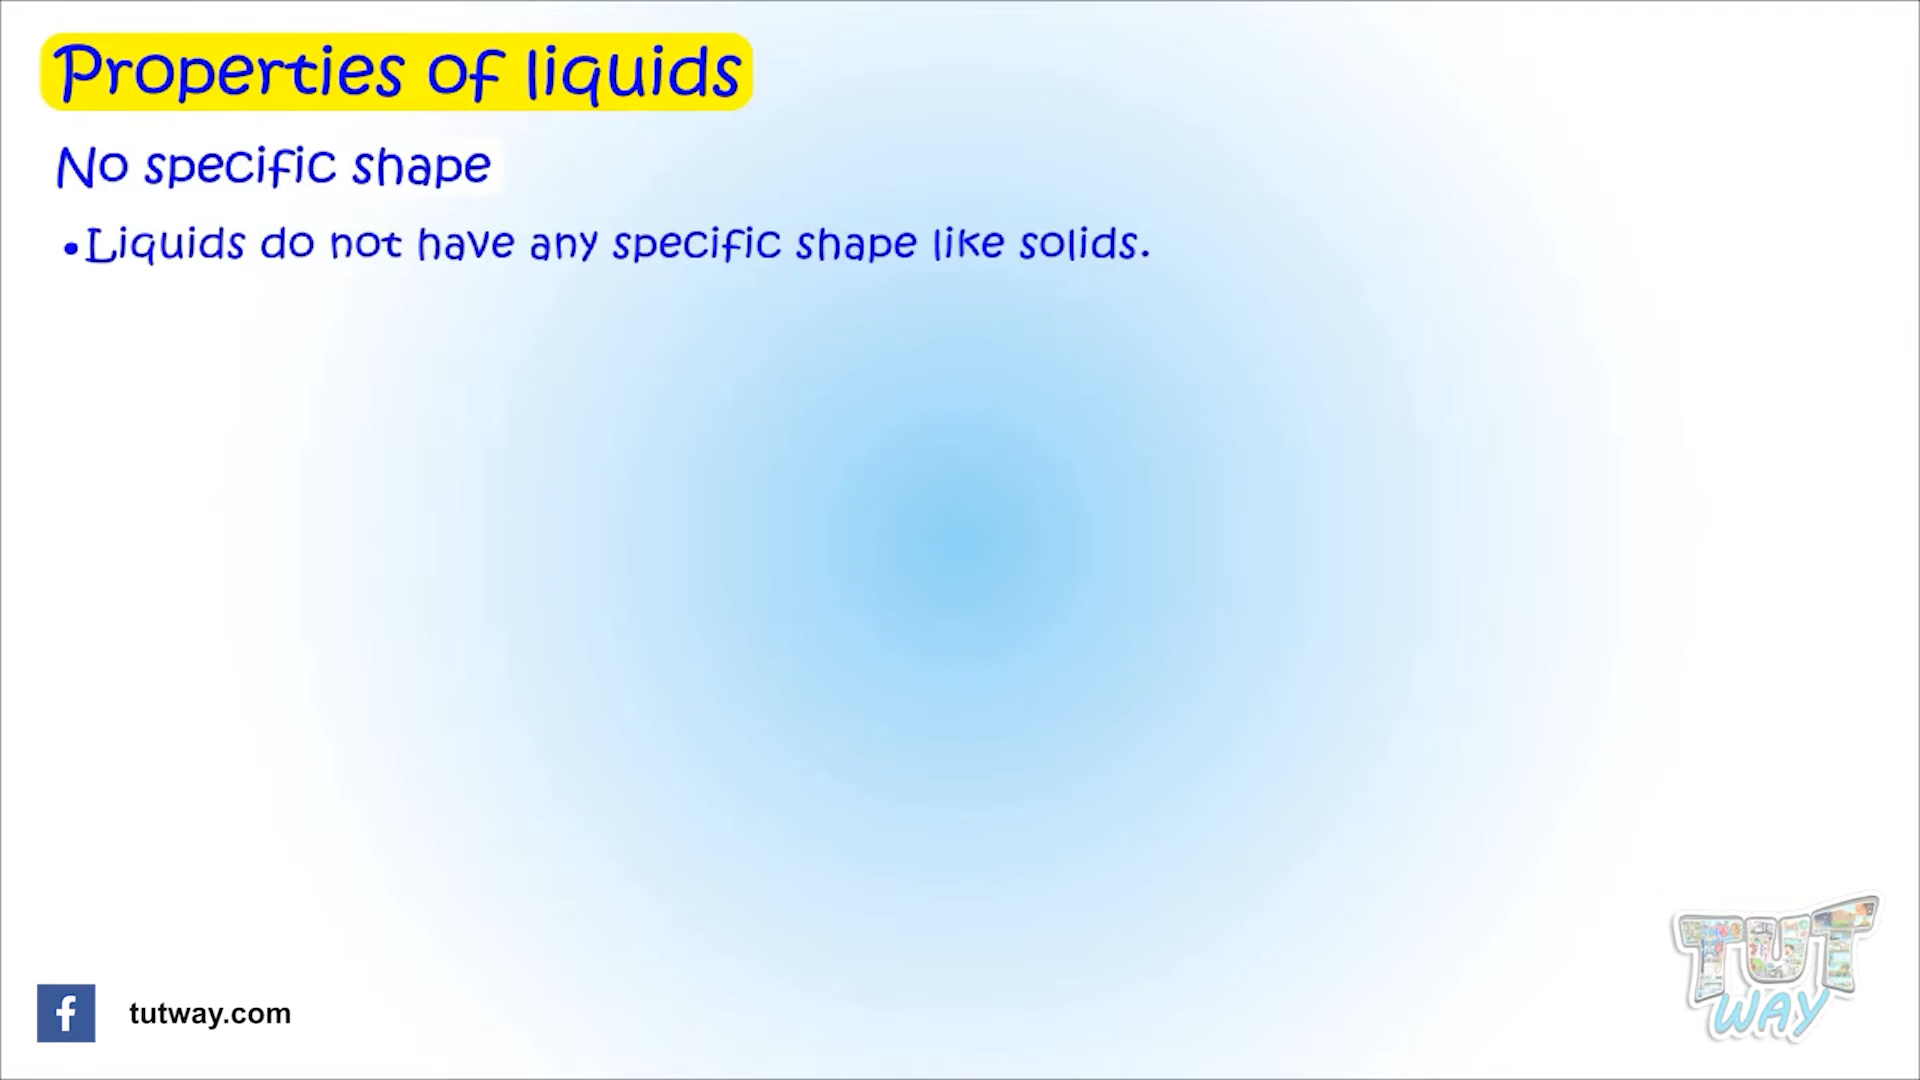 Properties of liquids
No specific shape
•Liquids do not have any specific shape like solids.
f tutway.com
TUT
WAY